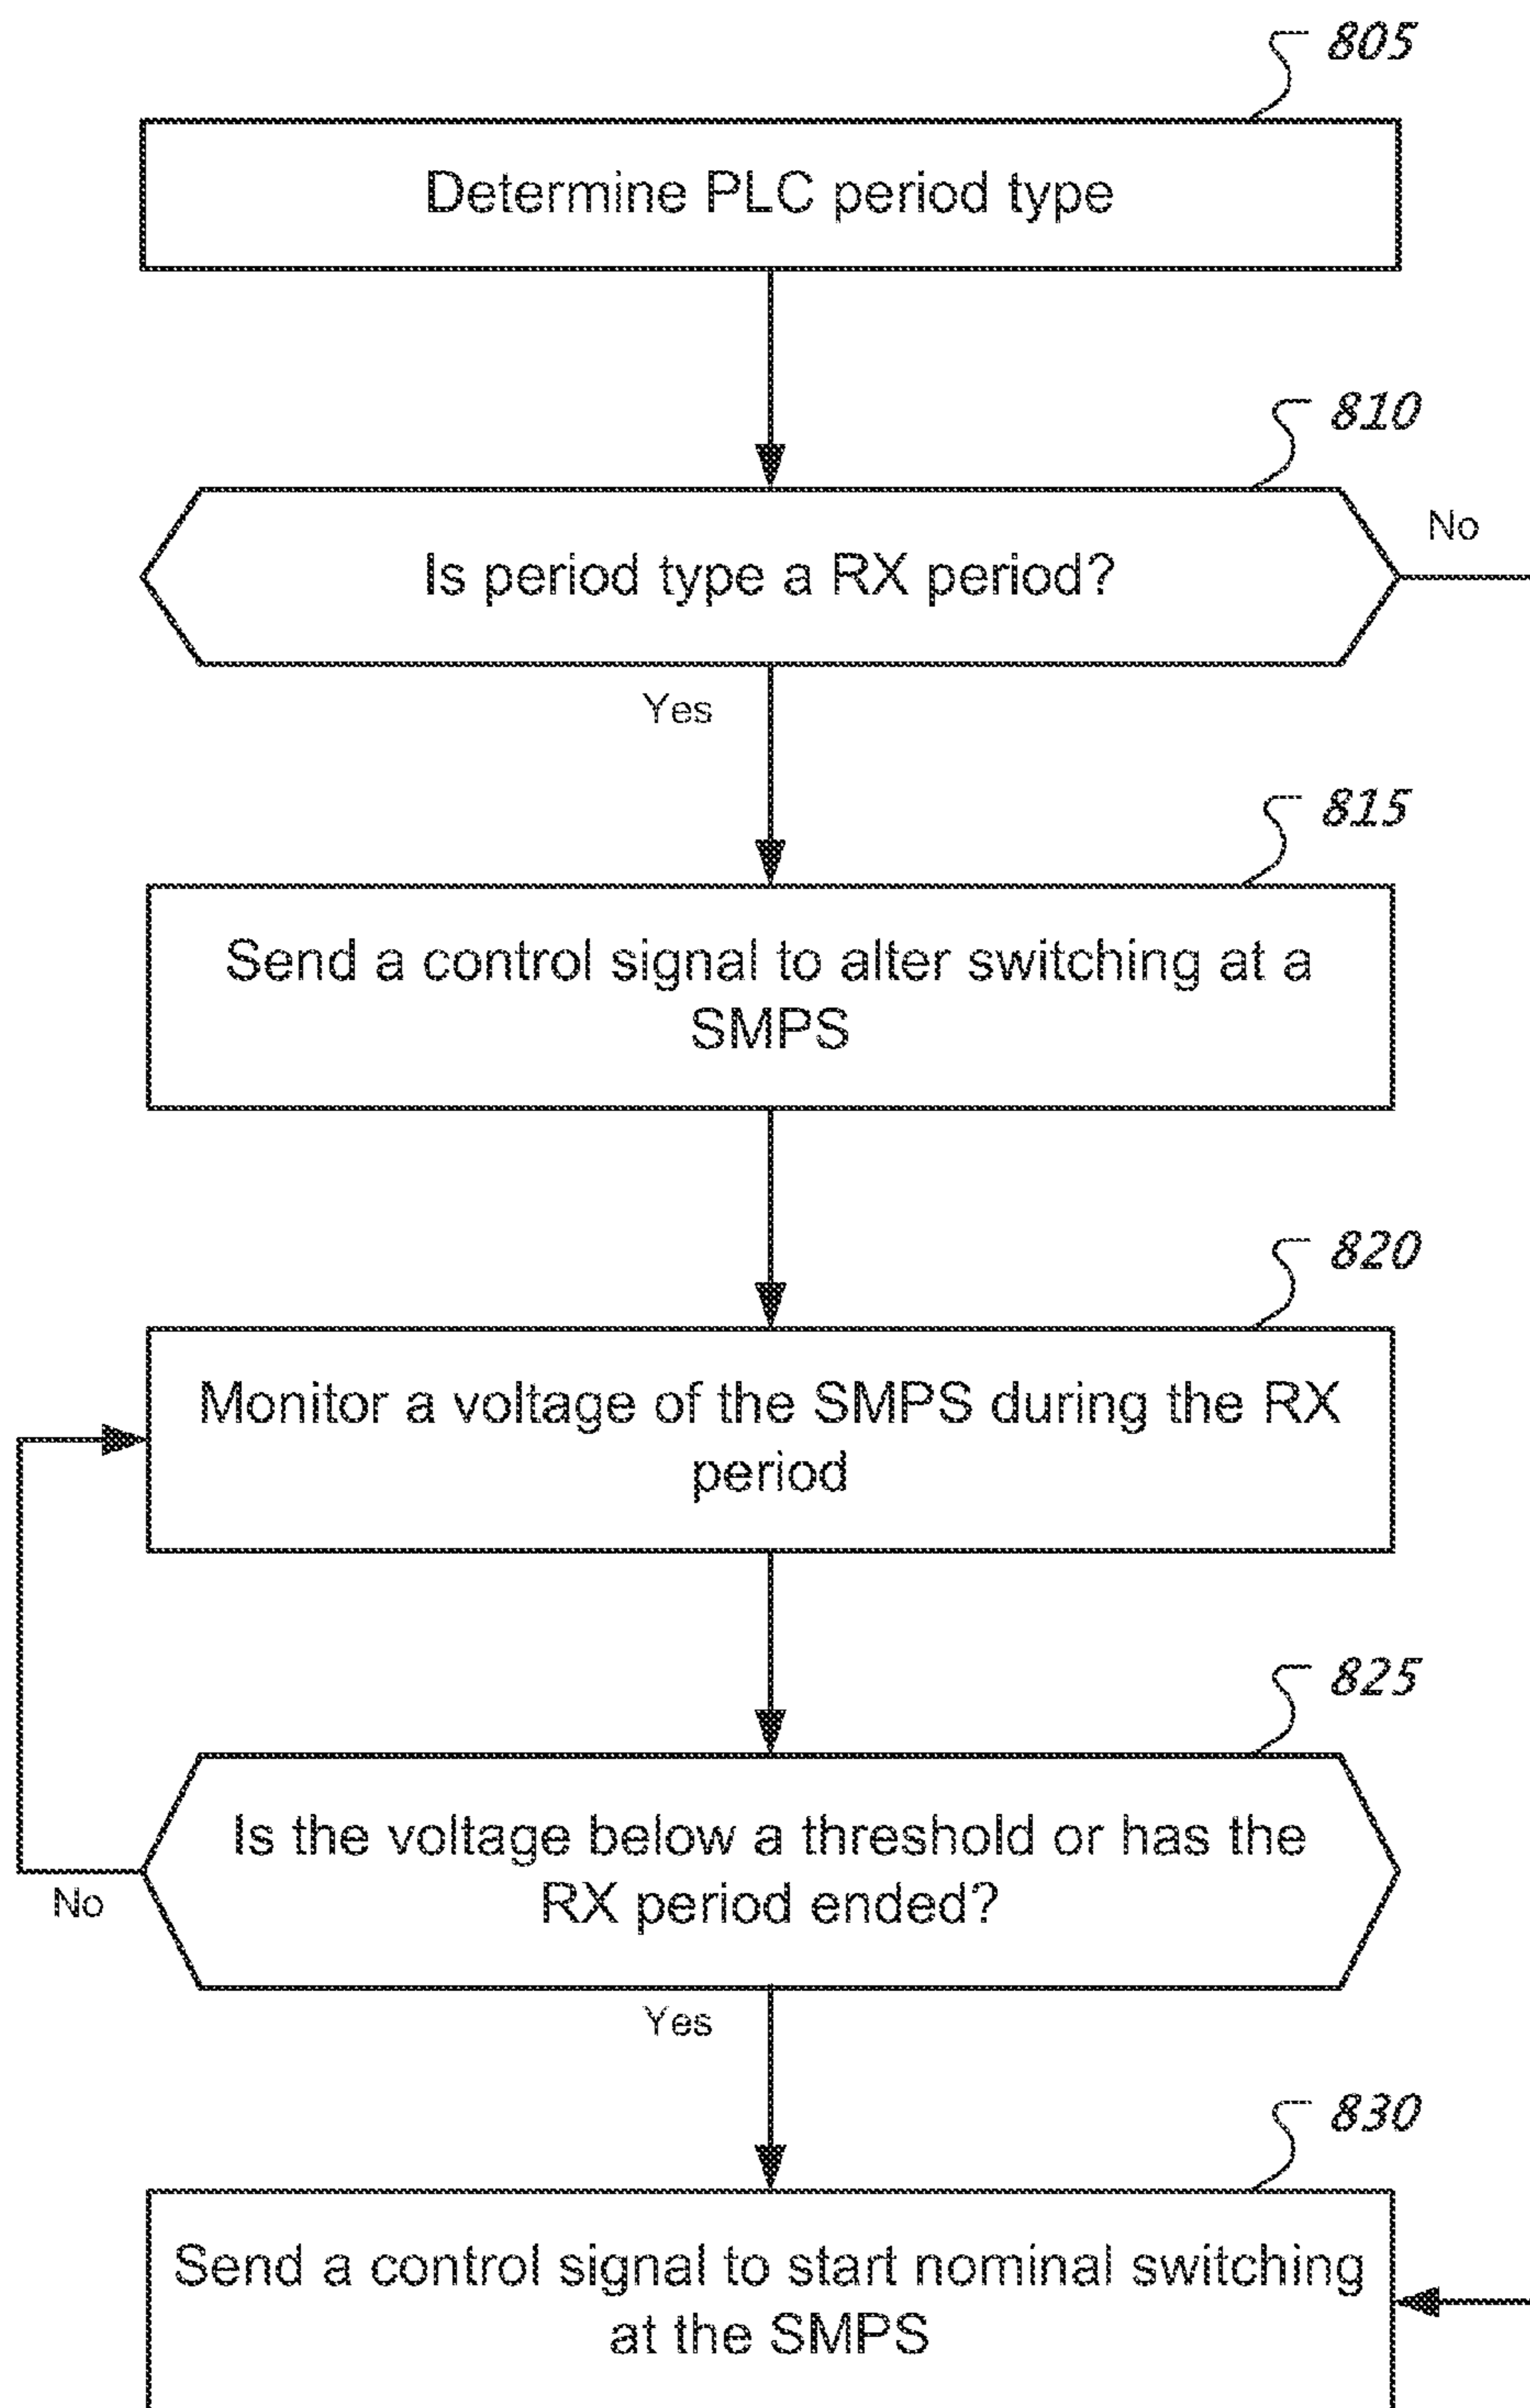 805
Determine PLC period type
810
Is period type a RX period?
No
Yes
815
Send a control signal to alter switching at a
SMPS
820
Monitor a voltage of the SMPS during the RX
period
825
Is the voltage below a threshold or has the
RX period ended?
No
Yes
830
Send a control signal to start nominal switching
at the SMPS